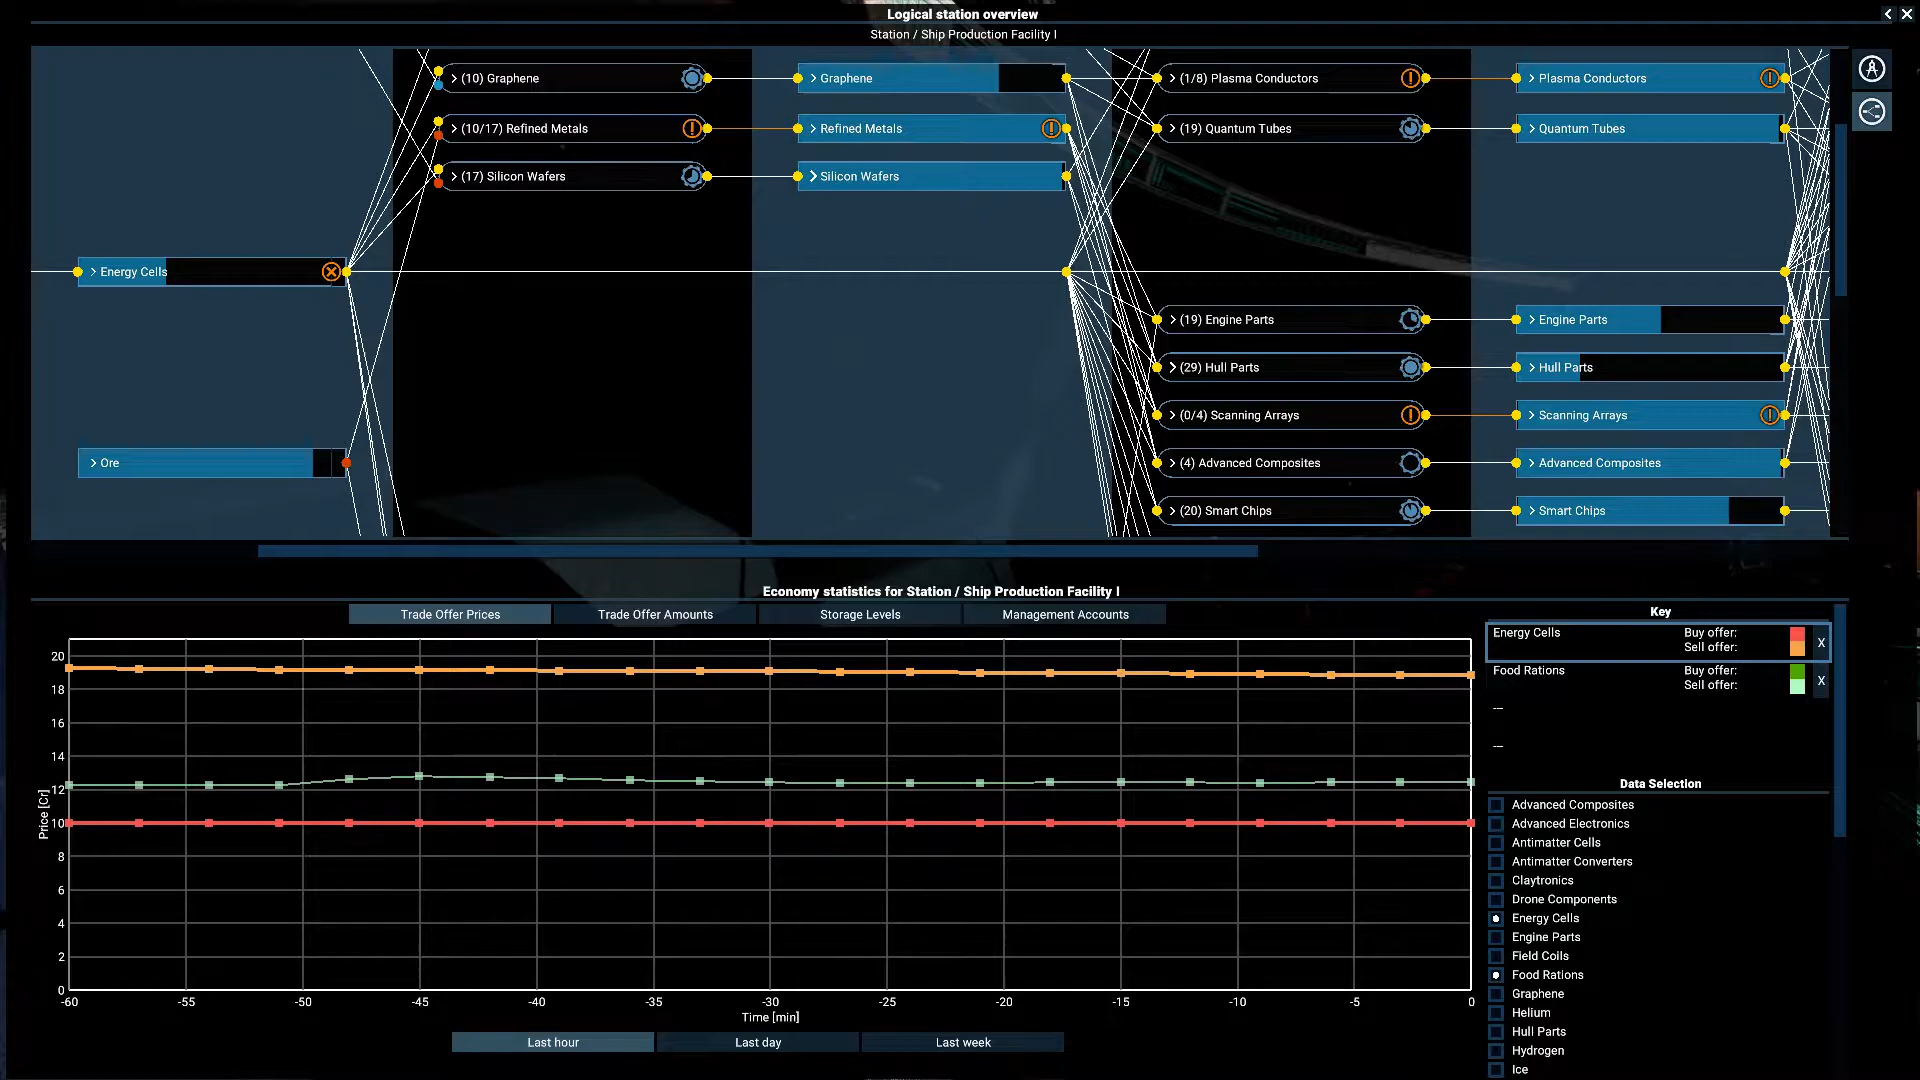 Logical station overview
Station / Ship Production Facility I
(10) Graphene
Graphene
(1/8) Plasma Conductors
Plasma Conductors
(10/17) Refined Metals
Refined Metals
(19) Quantum Tubes
Quantum Tubes
(17) Silicon Wafers
Silicon Wafers
Energy Cells
(19) Engine Parts
Engine Parts
(29) Hull Parts
Hull Parts
(0/4) Scanning Arrays
Scanning Arrays
Ore
(4) Advanced Composites
Advanced Composites
(20) Smart Chips
Smart Chips
Economy statistics for Station / Ship Production Facility I
Trade Offer Prices
Trade Offer Amounts
Storage Levels
Management Accounts
Price [Cr]
20
18
16
14
12
10
8
6
4
2
0
-60
-55
-50
-45
-40
-35
-30
-25
-20
-15
-10
-5
0
Time [min]
Last hour
Last day
Last week
Key
Energy Cells
Buy offer:
Sell offer:
X
Food Rations
Buy offer:
Sell offer:
X
---
---
Data Selection
Advanced Composites
Advanced Electronics
Antimatter Cells
Antimatter Converters
Claytronics
Drone Components
Energy Cells
Engine Parts
Field Coils
Food Rations
Graphene
Helium
Hull Parts
Hydrogen
Ice